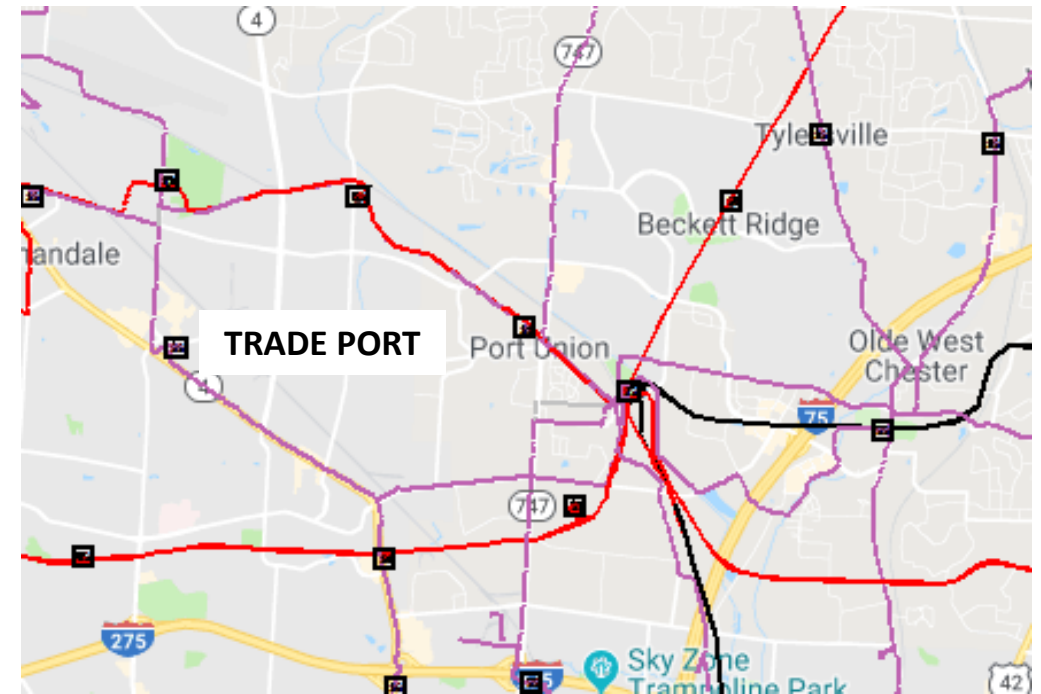 4
747
Tylersville
Beckett Ridge
andale
TRADE PORT
Port Union
Olde West
Chester
4
75
747
275
Sky Zone
Trampoline Park
42